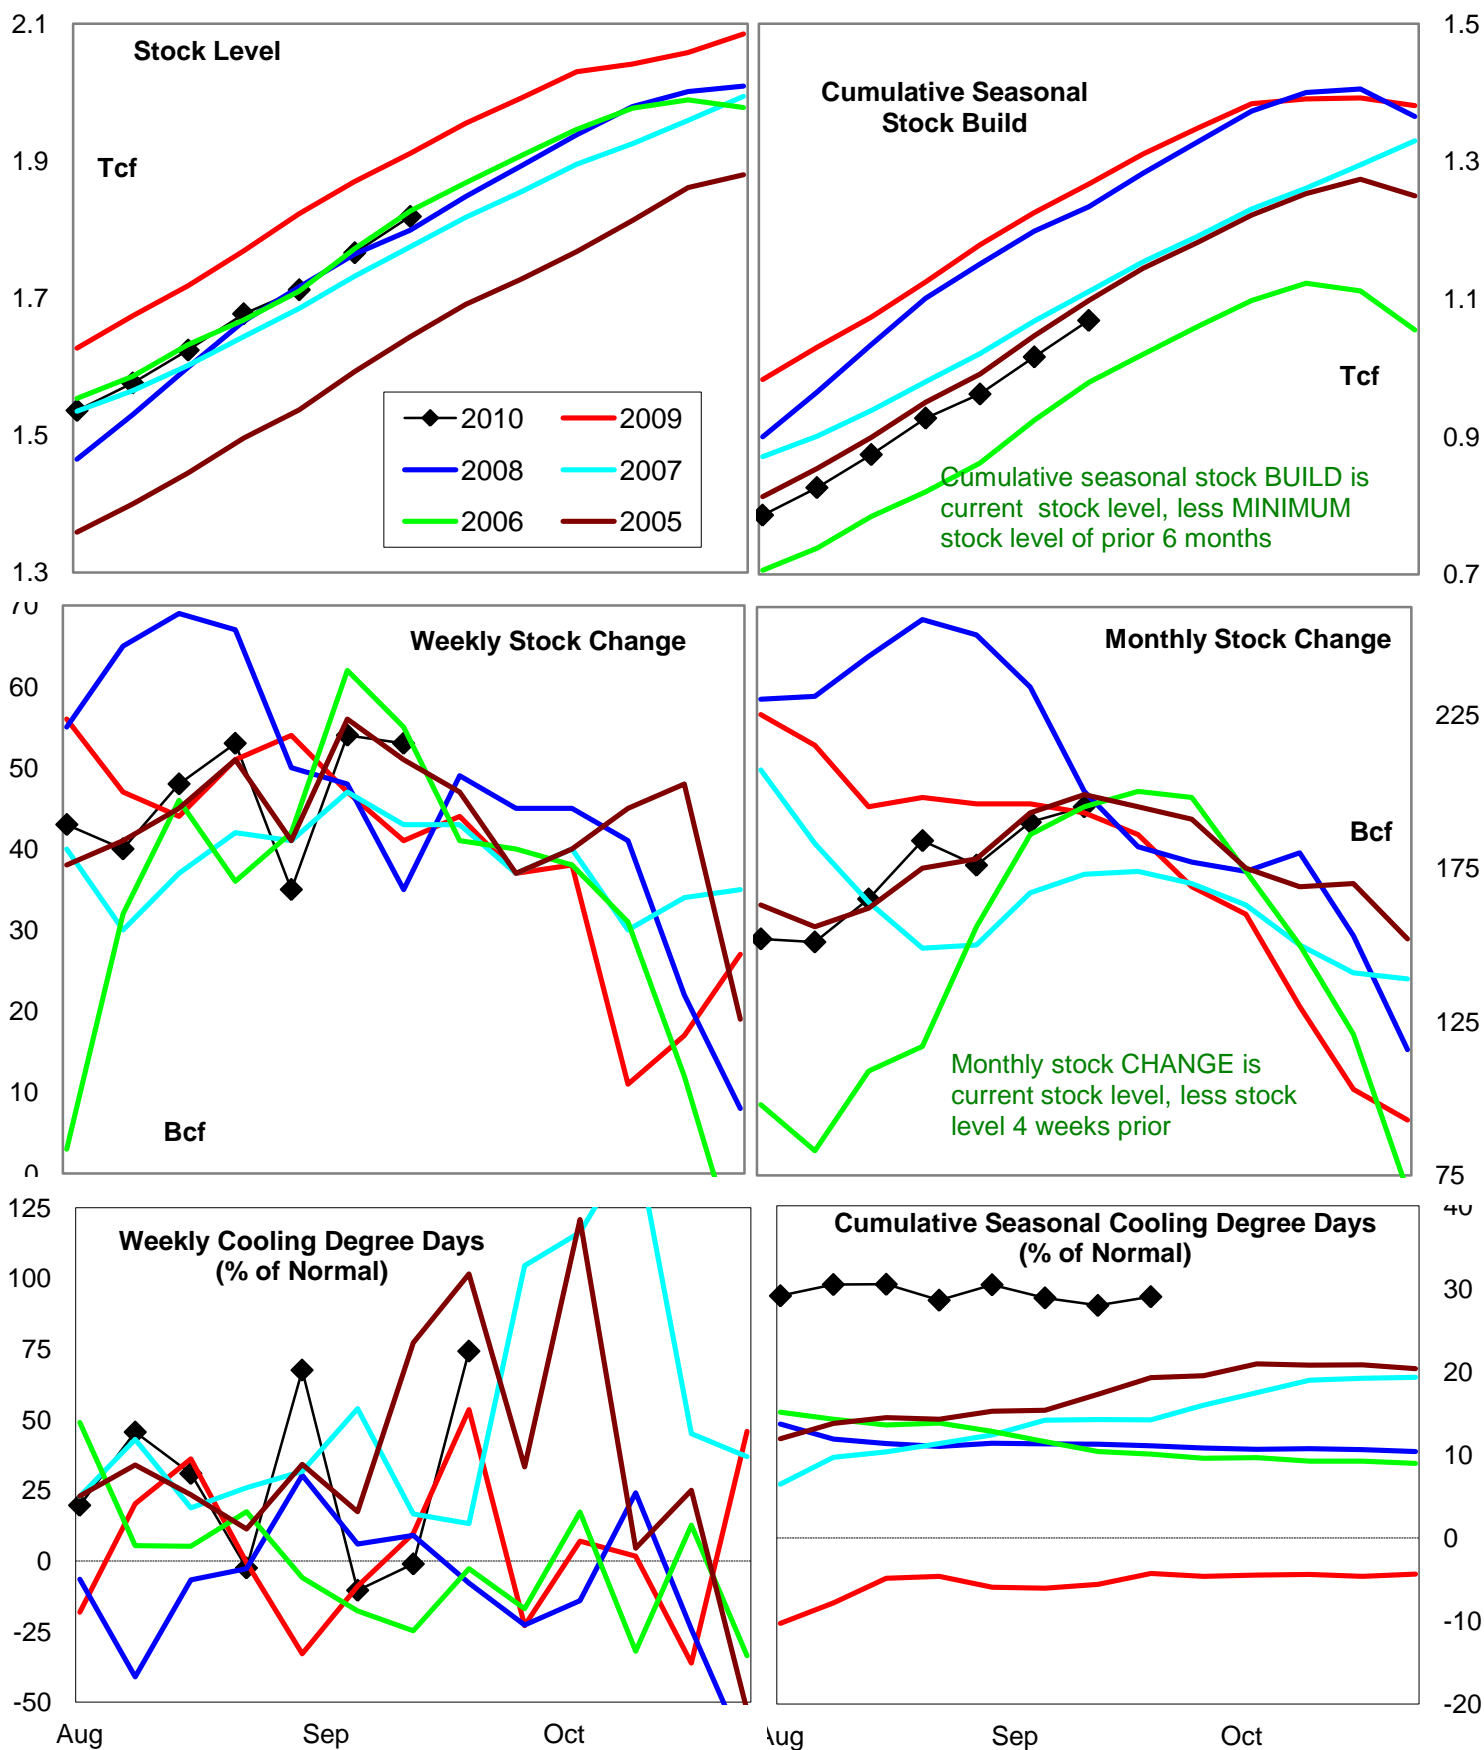 2.1
1.9
1.7
1.5
1.3
Stock Level
Tcf
2010
2009
2008
2007
2006
2005
1.5
1.3
1.1
0.9
0.7
Cumulative Seasonal
Stock Build
Tcf
Cumulative seasonal stock BUILD is
current stock level, less MINIMUM
stock level of prior 6 months
70
60
50
40
30
20
10
0
Weekly Stock Change
Bcf
225
175
125
75
Monthly Stock Change
Bcf
Monthly stock CHANGE is
current stock level, less stock
level 4 weeks prior
125
100
75
50
25
0
-25
-50
Weekly Cooling Degree Days
(% of Normal)
Aug
Sep
Oct
40
30
20
10
0
-10
-20
Cumulative Seasonal Cooling Degree Days
(% of Normal)
Aug
Sep
Oct